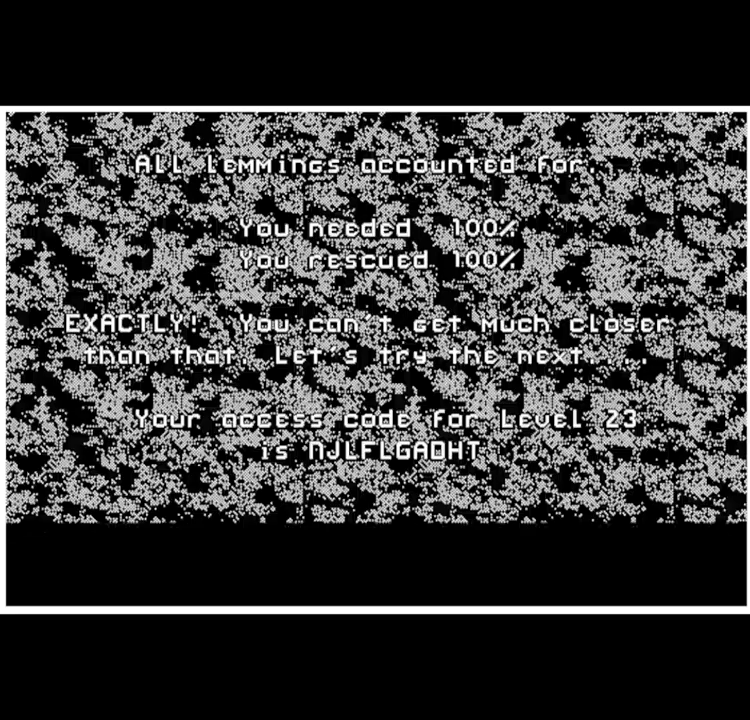 All lemmings accounted for.
You needed 100%
You rescued 100%
EXACTLY! You can't get much closer
than that. Let's try the next....
Your access code for Level 23
is NJLFLGADHT